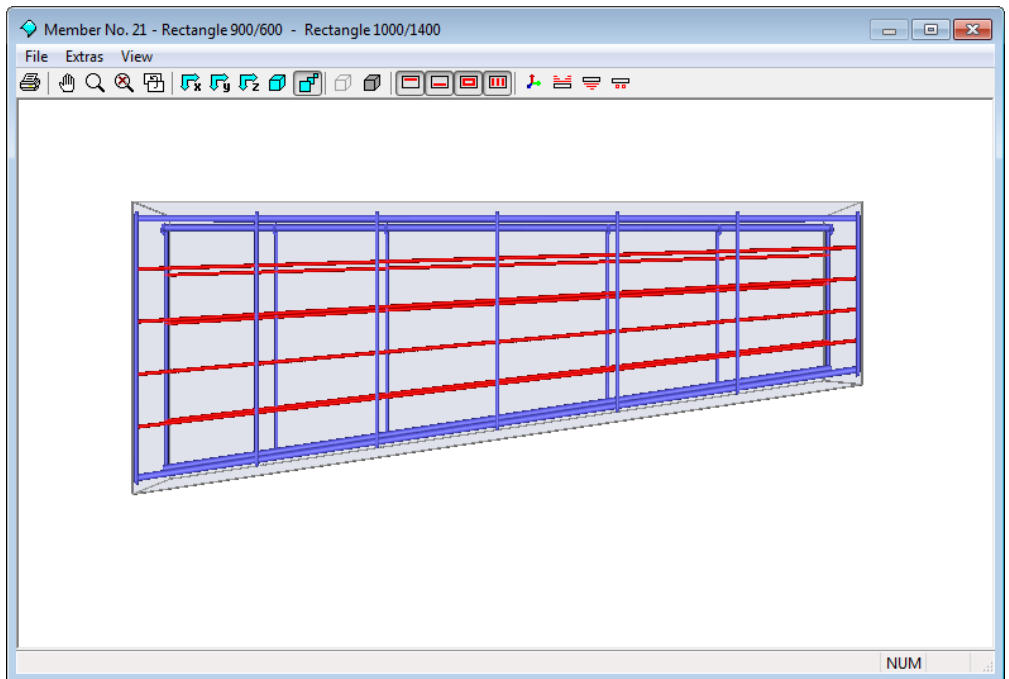 Member No. 21 - Rectangle 900/600 - Rectangle 1000/1400
File Extras View
x y z
NUM